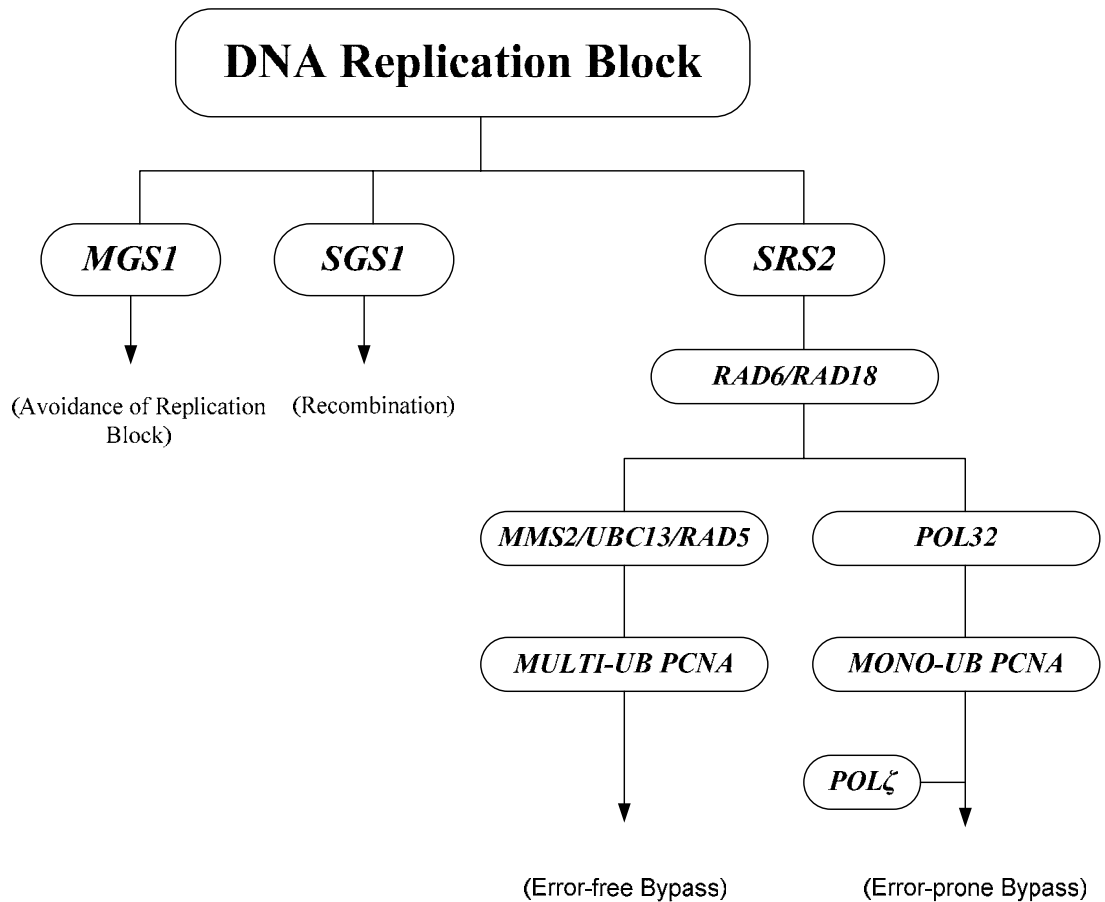 DNA Replication Block
MGS1
SGS1
SRS2
(Avoidance of Replication
Block)
(Recombination)
RAD6/RAD18
MMS2/UBC13/RAD5
POL32
MULTI-UB PCNA
MONO-UB PCNA
POLζ
(Error-free Bypass)
(Error-prone Bypass)